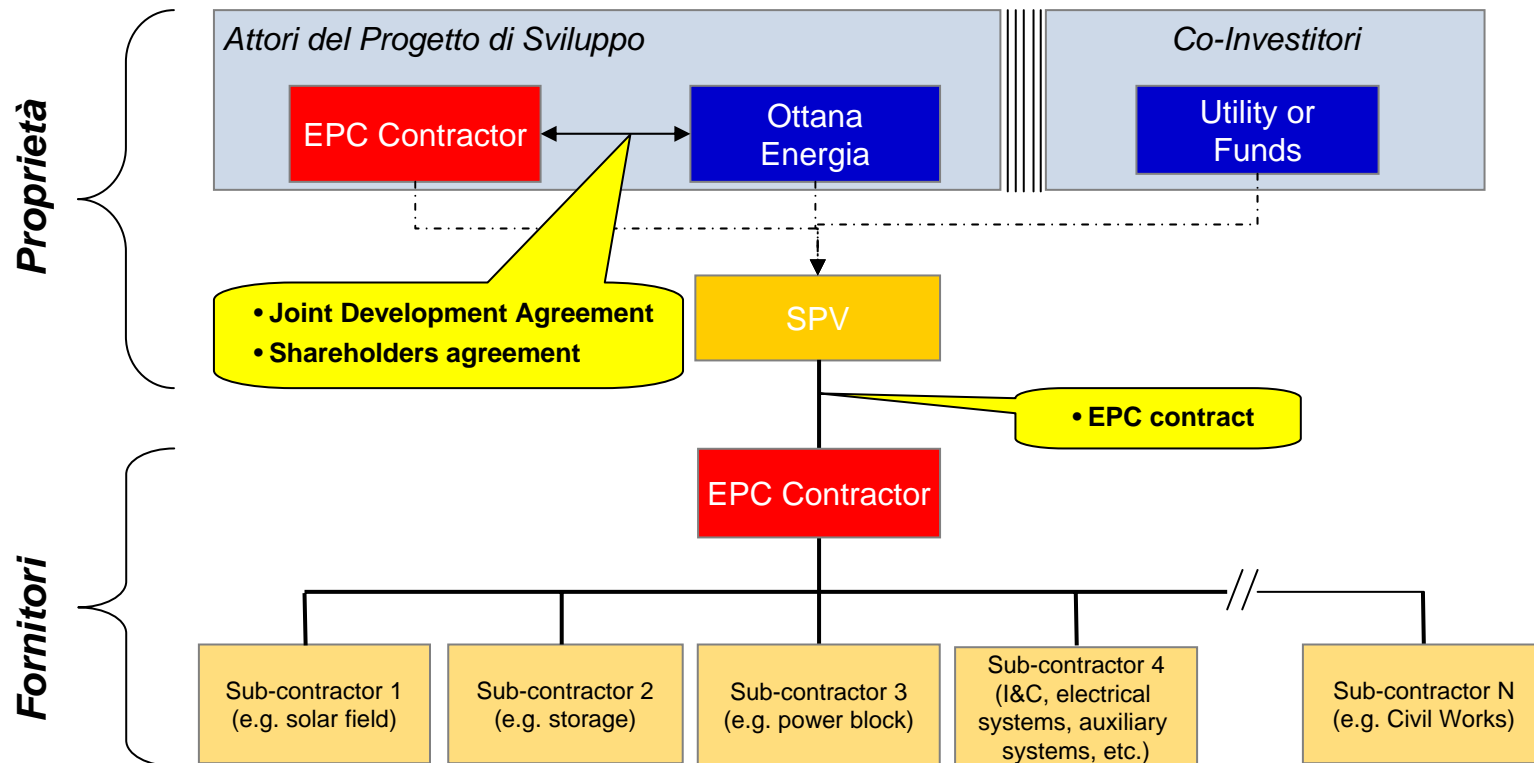 Proprietà
Attori del Progetto di Sviluppo
Co-Investitori
EPC Contractor
Ottana
Energia
Utility or
Funds
• Joint Development Agreement
• Shareholders agreement
SPV
• EPC contract
Fornitori
EPC Contractor
Sub-contractor 1
(e.g. solar field)
Sub-contractor 2
(e.g. storage)
Sub-contractor 3
(e.g. power block)
Sub-contractor 4
(I&C, electrical
systems, auxiliary
systems, etc.)
Sub-contractor N
(e.g. Civil Works)